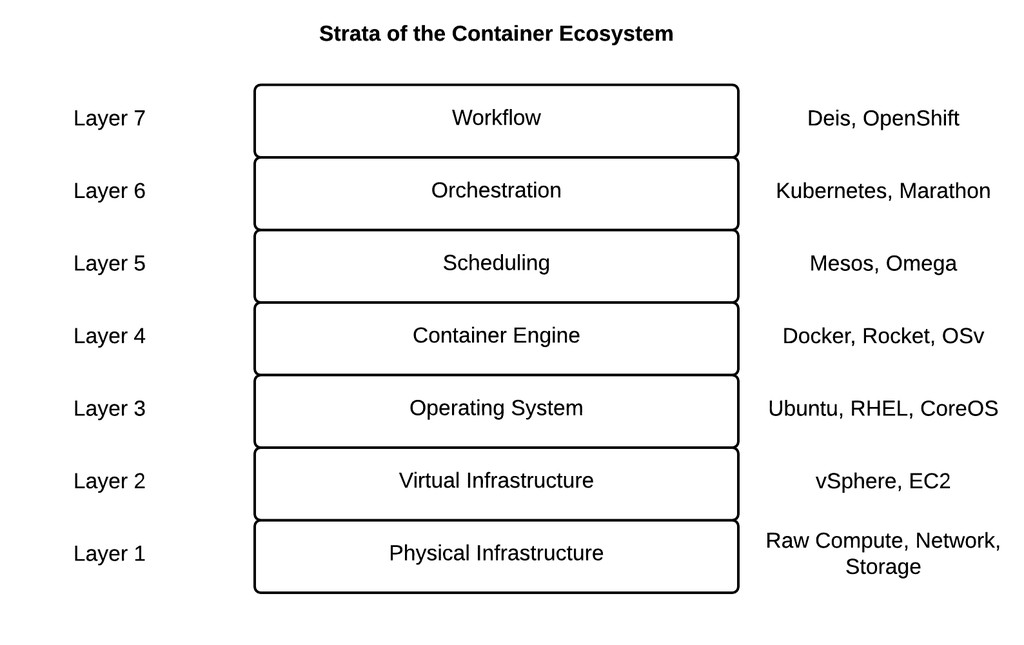 Strata of the Container Ecosystem
Layer 7 Workflow Deis, OpenShift
Layer 6 Orchestration Kubernetes, Marathon
Layer 5 Scheduling Mesos, Omega
Layer 4 Container Engine Docker, Rocket, OSv
Layer 3 Operating System Ubuntu, RHEL, CoreOS
Layer 2 Virtual Infrastructure vSphere, EC2
Layer 1 Physical Infrastructure Raw Compute, Network,
Storage